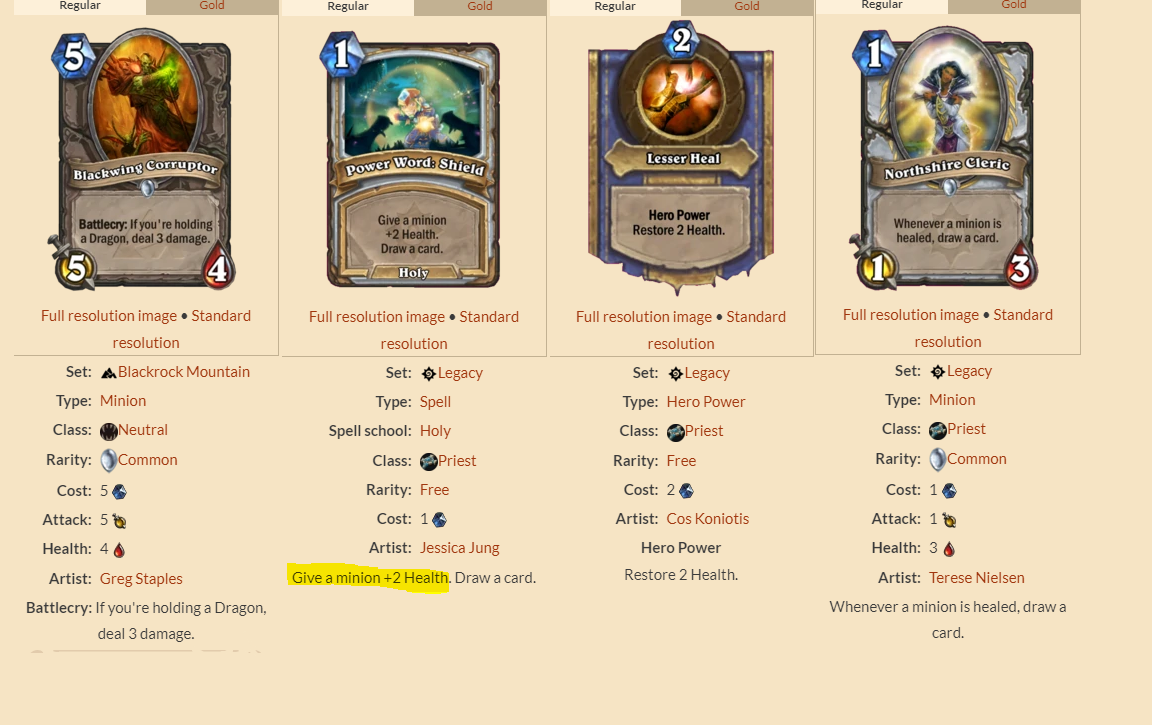 Regular Gold
5
Blackwing Corruptor
Battlecry: If you're holding
a Dragon, deal 3 damage.
5 4
Full resolution image • Standard
resolution
Set: Blackrock Mountain
Type: Minion
Class: Neutral
Rarity: Common
Cost: 5
Attack: 5
Health: 4
Artist: Greg Staples
Battlecry: If you're holding a Dragon,
deal 3 damage.
Regular Gold
1
Power Word: Shield
Give a minion
+2 Health.
Draw a card.
Holy
Full resolution image • Standard
resolution
Set: Legacy
Type: Spell
Spell school: Holy
Class: Priest
Rarity: Free
Cost: 1
Artist: Jessica Jung
Give a minion +2 Health. Draw a card.
Regular Gold
2
Lesser Heal
Hero Power
Restore 2 Health.
Full resolution image • Standard
resolution
Set: Legacy
Type: Hero Power
Class: Priest
Rarity: Free
Cost: 2
Artist: Cos Koniotis
Hero Power
Restore 2 Health.
Regular Gold
1
Northshire Cleric
Whenever a minion is
healed, draw a card.
1 3
Full resolution image • Standard
resolution
Set: Legacy
Type: Minion
Class: Priest
Rarity: Common
Cost: 1
Attack: 1
Health: 3
Artist: Terese Nielsen
Whenever a minion is healed, draw a
card.